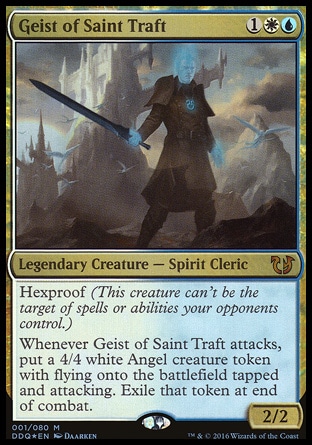 Geist of Saint Traft 1
Legendary Creature — Spirit Cleric
Hexproof (This creature can't be the
target of spells or abilities your opponents
control.)
Whenever Geist of Saint Traft attacks,
put a 4/4 white Angel creature token
with flying onto the battlefield tapped
and attacking. Exile that token at end
of combat.
2/2
001/080 M
DDQ★EN DAARKEN
™ & © 2016 Wizards of the Coast